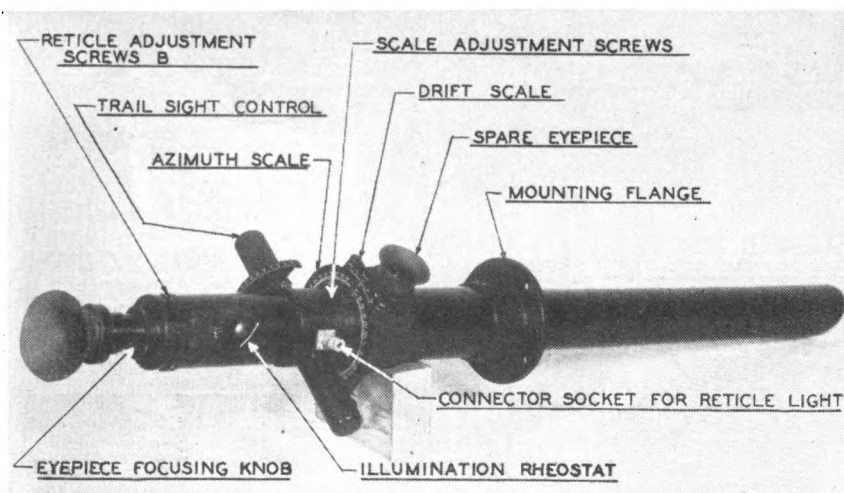 RETICLE ADJUSTMENT
SCREWS B
SCALE ADJUSTMENT SCREWS
TRAIL SIGHT CONTROL
DRIFT SCALE
AZIMUTH SCALE
SPARE EYEPIECE
MOUNTING FLANGE
CONNECTOR SOCKET FOR RETICLE LIGHT
EYEPIECE FOCUSING KNOB
ILLUMINATION RHEOSTAT